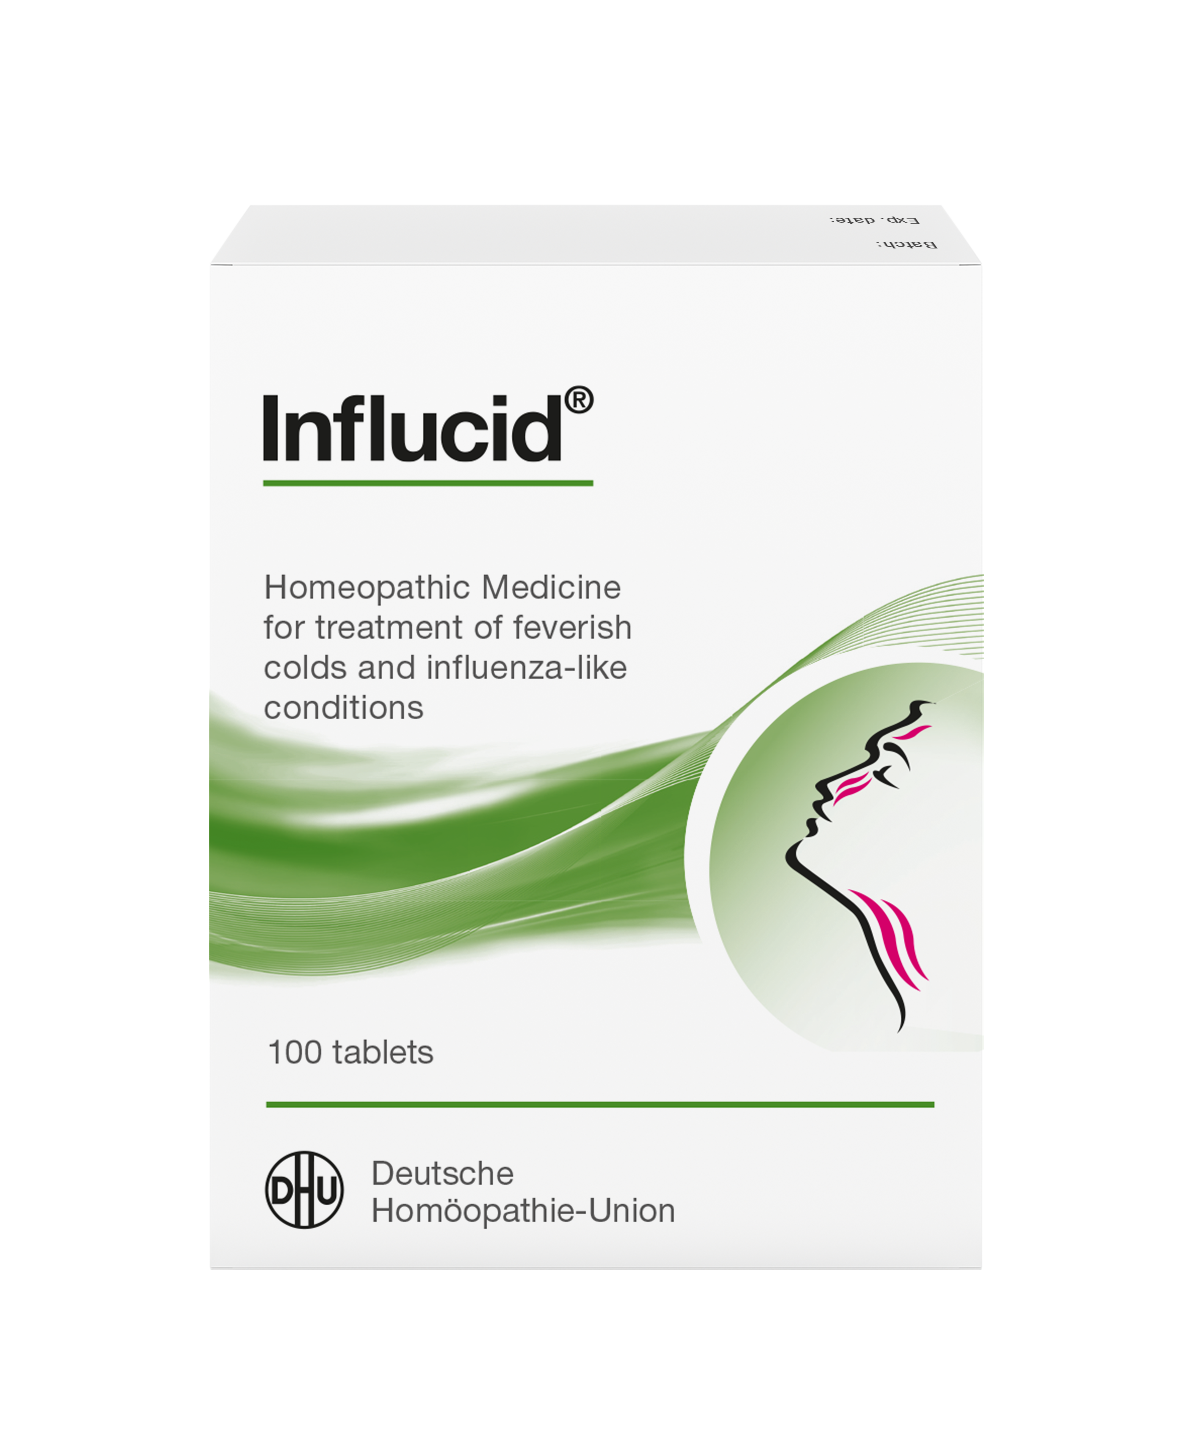 Exp. date:
Batch:
Influcid®
Homeopathic Medicine
for treatment of feverish
colds and influenza-like
conditions
100 tablets
DHU
Deutsche
Homöopathie-Union